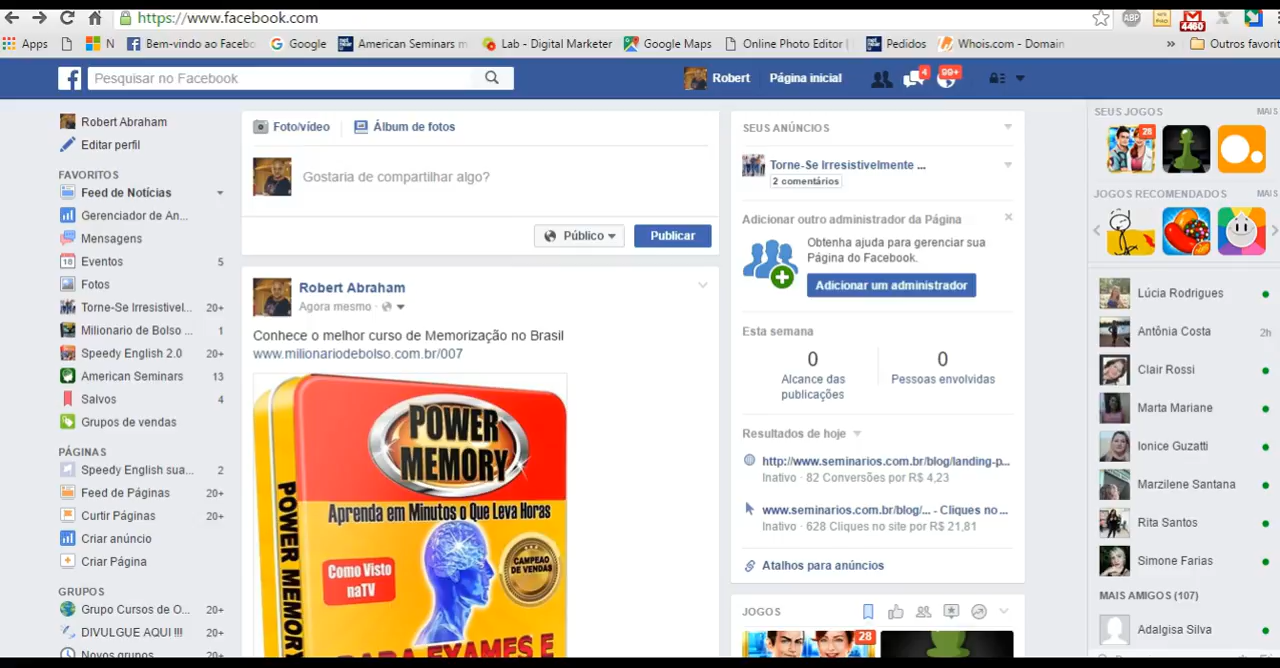 https://www.facebook.com
ABP
4460
Apps
N
Bem-vindo ao Facebo
Google
American Seminars m
Lab - Digital Marketer
Google Maps
Online Photo Editor
Pedidos
Whois.com - Domain
»
Outros favorit
Pesquisar no Facebook
Robert
Página inicial
4
99+
Robert Abraham
Editar perfil
FAVORITOS
Feed de Notícias
Gerenciador de An...
Mensagens
Eventos 5
Fotos
Torne-Se Irresistivel... 20+
Milionario de Bolso ... 1
Speedy English 2.0 20+
American Seminars 13
Salvos 4
Grupos de vendas
PÁGINAS
Speedy English sua... 2
Feed de Páginas 20+
Curtir Páginas 20+
Criar anúncio
Criar Página
GRUPOS
Grupo Cursos de O... 20+
DIVULGUE AQUI !!! 20+
Novos grupos 20+
Foto/vídeo
Álbum de fotos
Gostaria de compartilhar algo?
Público
Publicar
Robert Abraham
Agora mesmo ·
Conhece o melhor curso de Memorização no Brasil
www.milionariodebolso.com.br/007
POWER
MEMORY
Aprenda em Minutos o Que Leva Horas
Como Visto
na TV
CAMPEÃO
DE VENDAS
POWER MEMORY
PARA EXAMES E
SEUS ANÚNCIOS
Torne-Se Irresistivelmente ...
2 comentários
Adicionar outro administrador da Página
Obtenha ajuda para gerenciar sua
Página do Facebook.
Adicionar um administrador
Esta semana
0
Alcance das
publicações
0
Pessoas envolvidas
Resultados de hoje
http://www.seminarios.com.br/blog/landing-p...
Inativo · 82 Conversões por R$ 4,23
www.seminarios.com.br/blog/... - Cliques no ...
Inativo · 628 Cliques no site por R$ 21,81
Atalhos para anúncios
JOGOS
28
SEUS JOGOS
MAIS
28
JOGOS RECOMENDADOS
MAIS
Lúcia Rodrigues
Antônia Costa 2h
Clair Rossi
Marta Mariane
Ionice Guzatti
Marzilene Santana
Rita Santos
Simone Farias
MAIS AMIGOS (107)
Adalgisa Silva